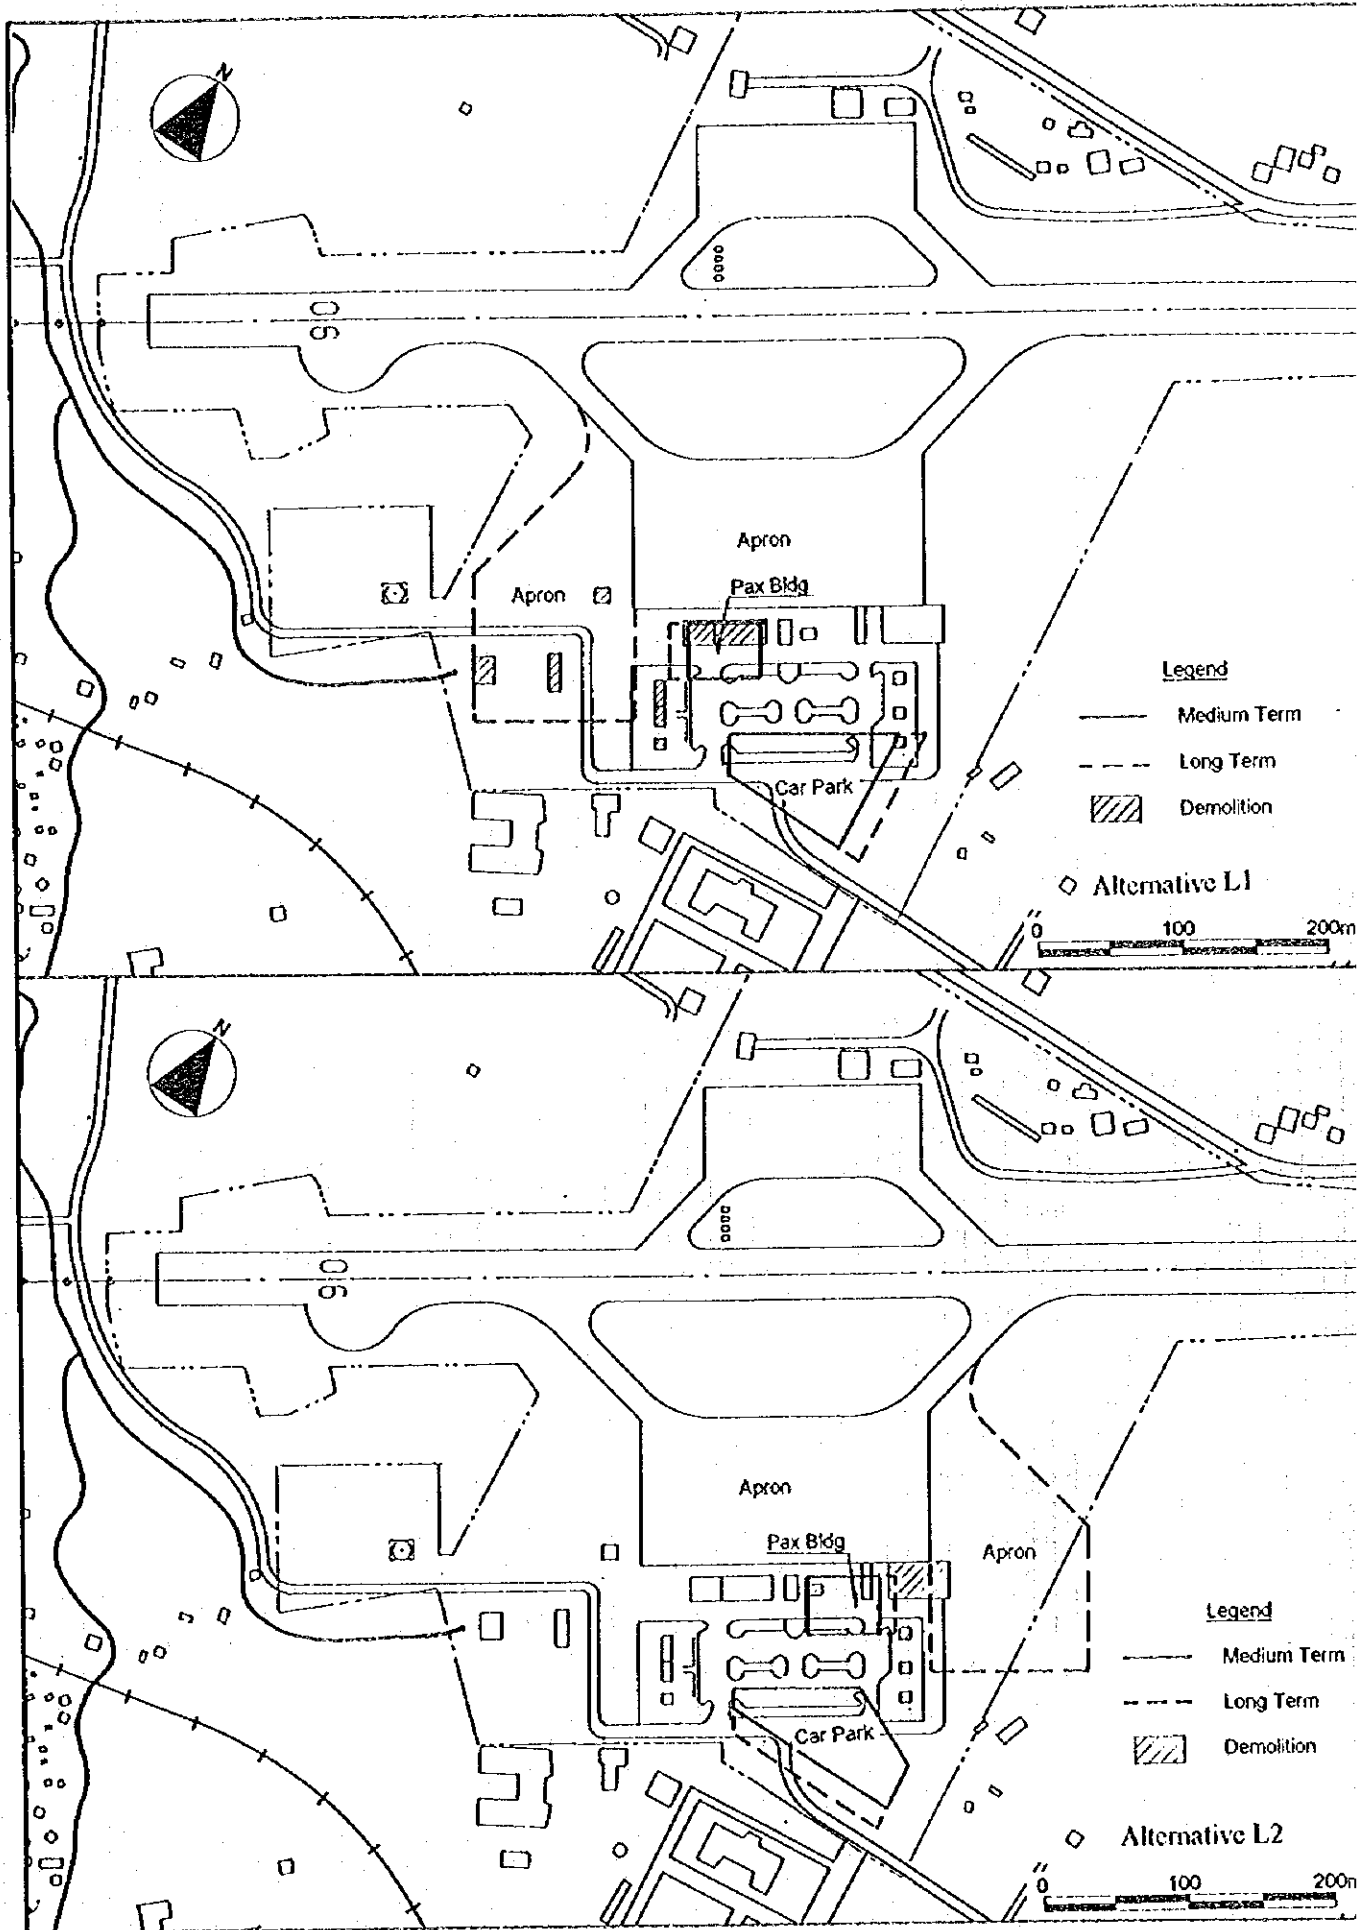 N
06
Apron
Pax Bldg
Apron
Legend
Medium Term
Long Term
Demolition
Car Park
Alternative L1
0 100 200m
N
06
Apron
Pax Bldg
Apron
Legend
Medium Term
Long Term
Demolition
Car Park
Alternative L2
0 100 200m